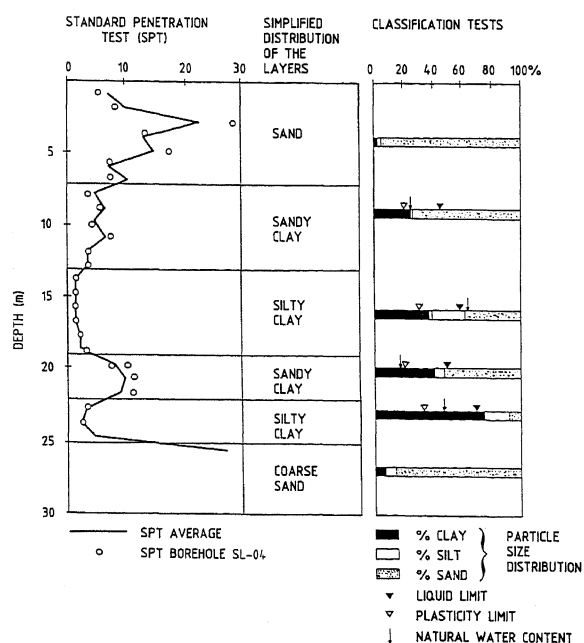 STANDARD PENETRATION
TEST (SPT)
0 10 20 30
SIMPLIFIED
DISTRIBUTION
OF THE
LAYERS
CLASSIFICATION TESTS
0 20 40 60 80 100%
DEPTH (m)
5
10
15
20
25
30
SAND
SANDY
CLAY
SILTY
CLAY
SANDY
CLAY
SILTY
CLAY
COARSE
SAND
SPT AVERAGE
SPT BOREHOLE SL-04
% CLAY
% SILT
% SAND
PARTICLE
SIZE
DISTRIBUTION
LIQUID LIMIT
PLASTICITY LIMIT
NATURAL WATER CONTENT